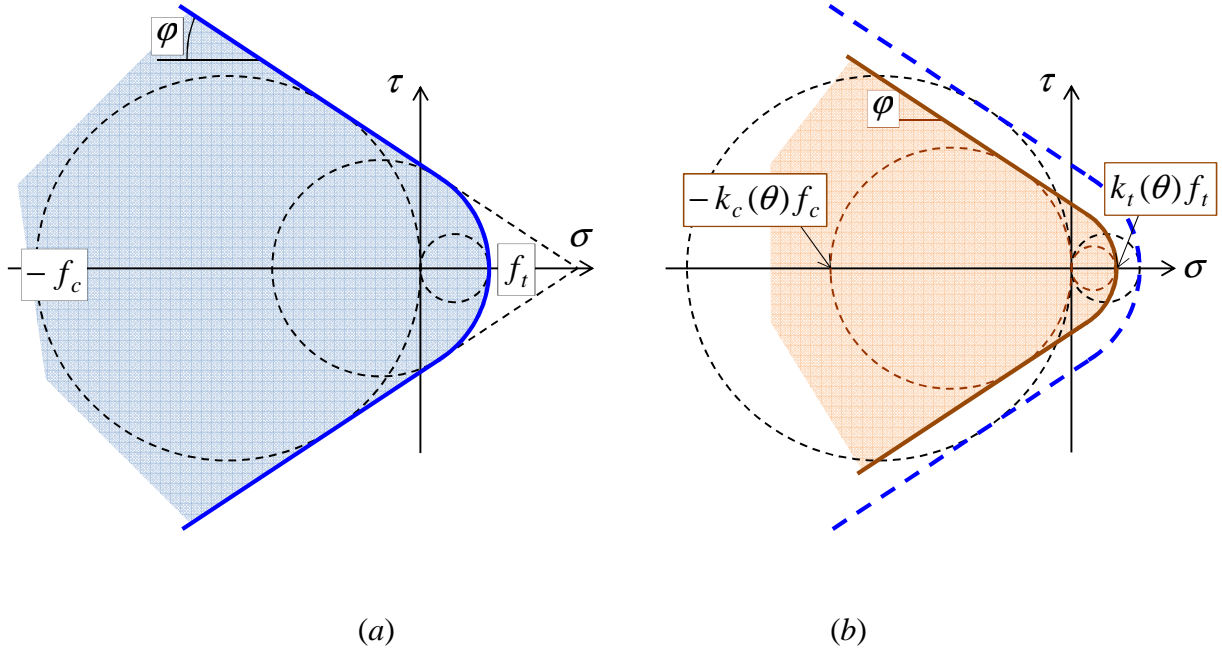 φ
τ
σ
− f_c
f_t
(a)
τ
φ
− k_c(θ) f_c
k_t(θ) f_t
σ
(b)